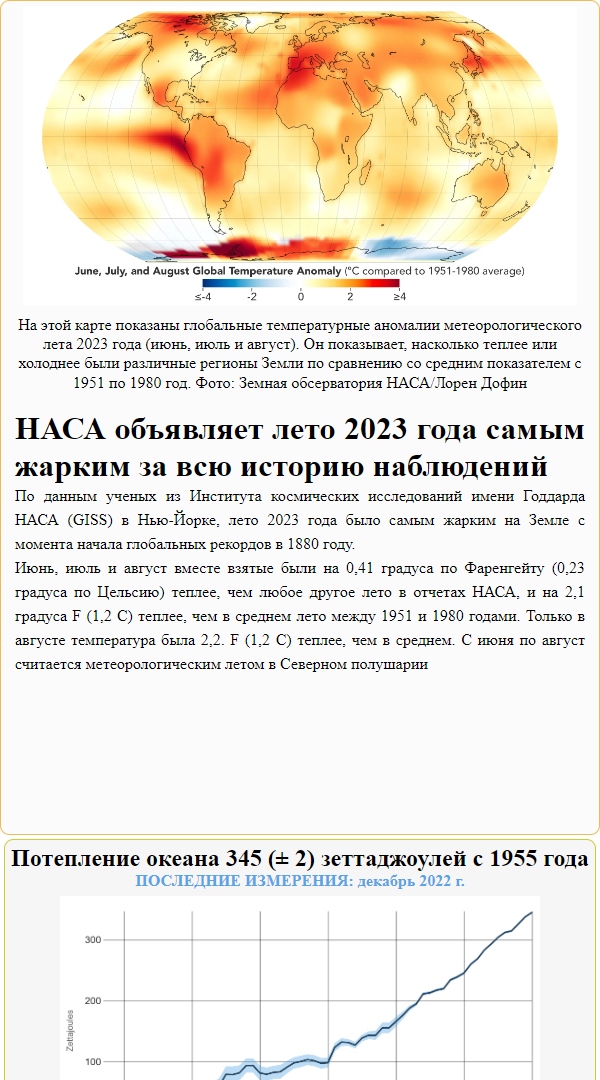 June, July, and August Global Temperature Anomaly (°C compared to 1951-1980 average)
≤-4 -2 0 2 ≥4
На этой карте показаны глобальные температурные аномалии метеорологического
лета 2023 года (июнь, июль и август). Он показывает, насколько теплее или
холоднее были различные регионы Земли по сравнению со средним показателем с
1951 по 1980 год. Фото: Земная обсерватория НАСА/Лорен Дофин
НАСА объявляет лето 2023 года самым
жарким за всю историю наблюдений
По данным ученых из Института космических исследований имени Годдарда
НАСА (GISS) в Нью-Йорке, лето 2023 года было самым жарким на Земле с
момента начала глобальных рекордов в 1880 году.
Июнь, июль и август вместе взятые были на 0,41 градуса по Фаренгейту (0,23
градуса по Цельсию) теплее, чем любое другое лето в отчетах НАСА, и на 2,1
градуса F (1,2 C) теплее, чем в среднем лето между 1951 и 1980 годами. Только в
августе температура была 2,2. F (1,2 C) теплее, чем в среднем. С июня по август
считается метеорологическим летом в Северном полушарии
Потепление океана 345 (± 2) зеттаджоулей с 1955 года
ПОСЛЕДНИЕ ИЗМЕРЕНИЯ: декабрь 2022 г.
300
200
Zettajoules
100